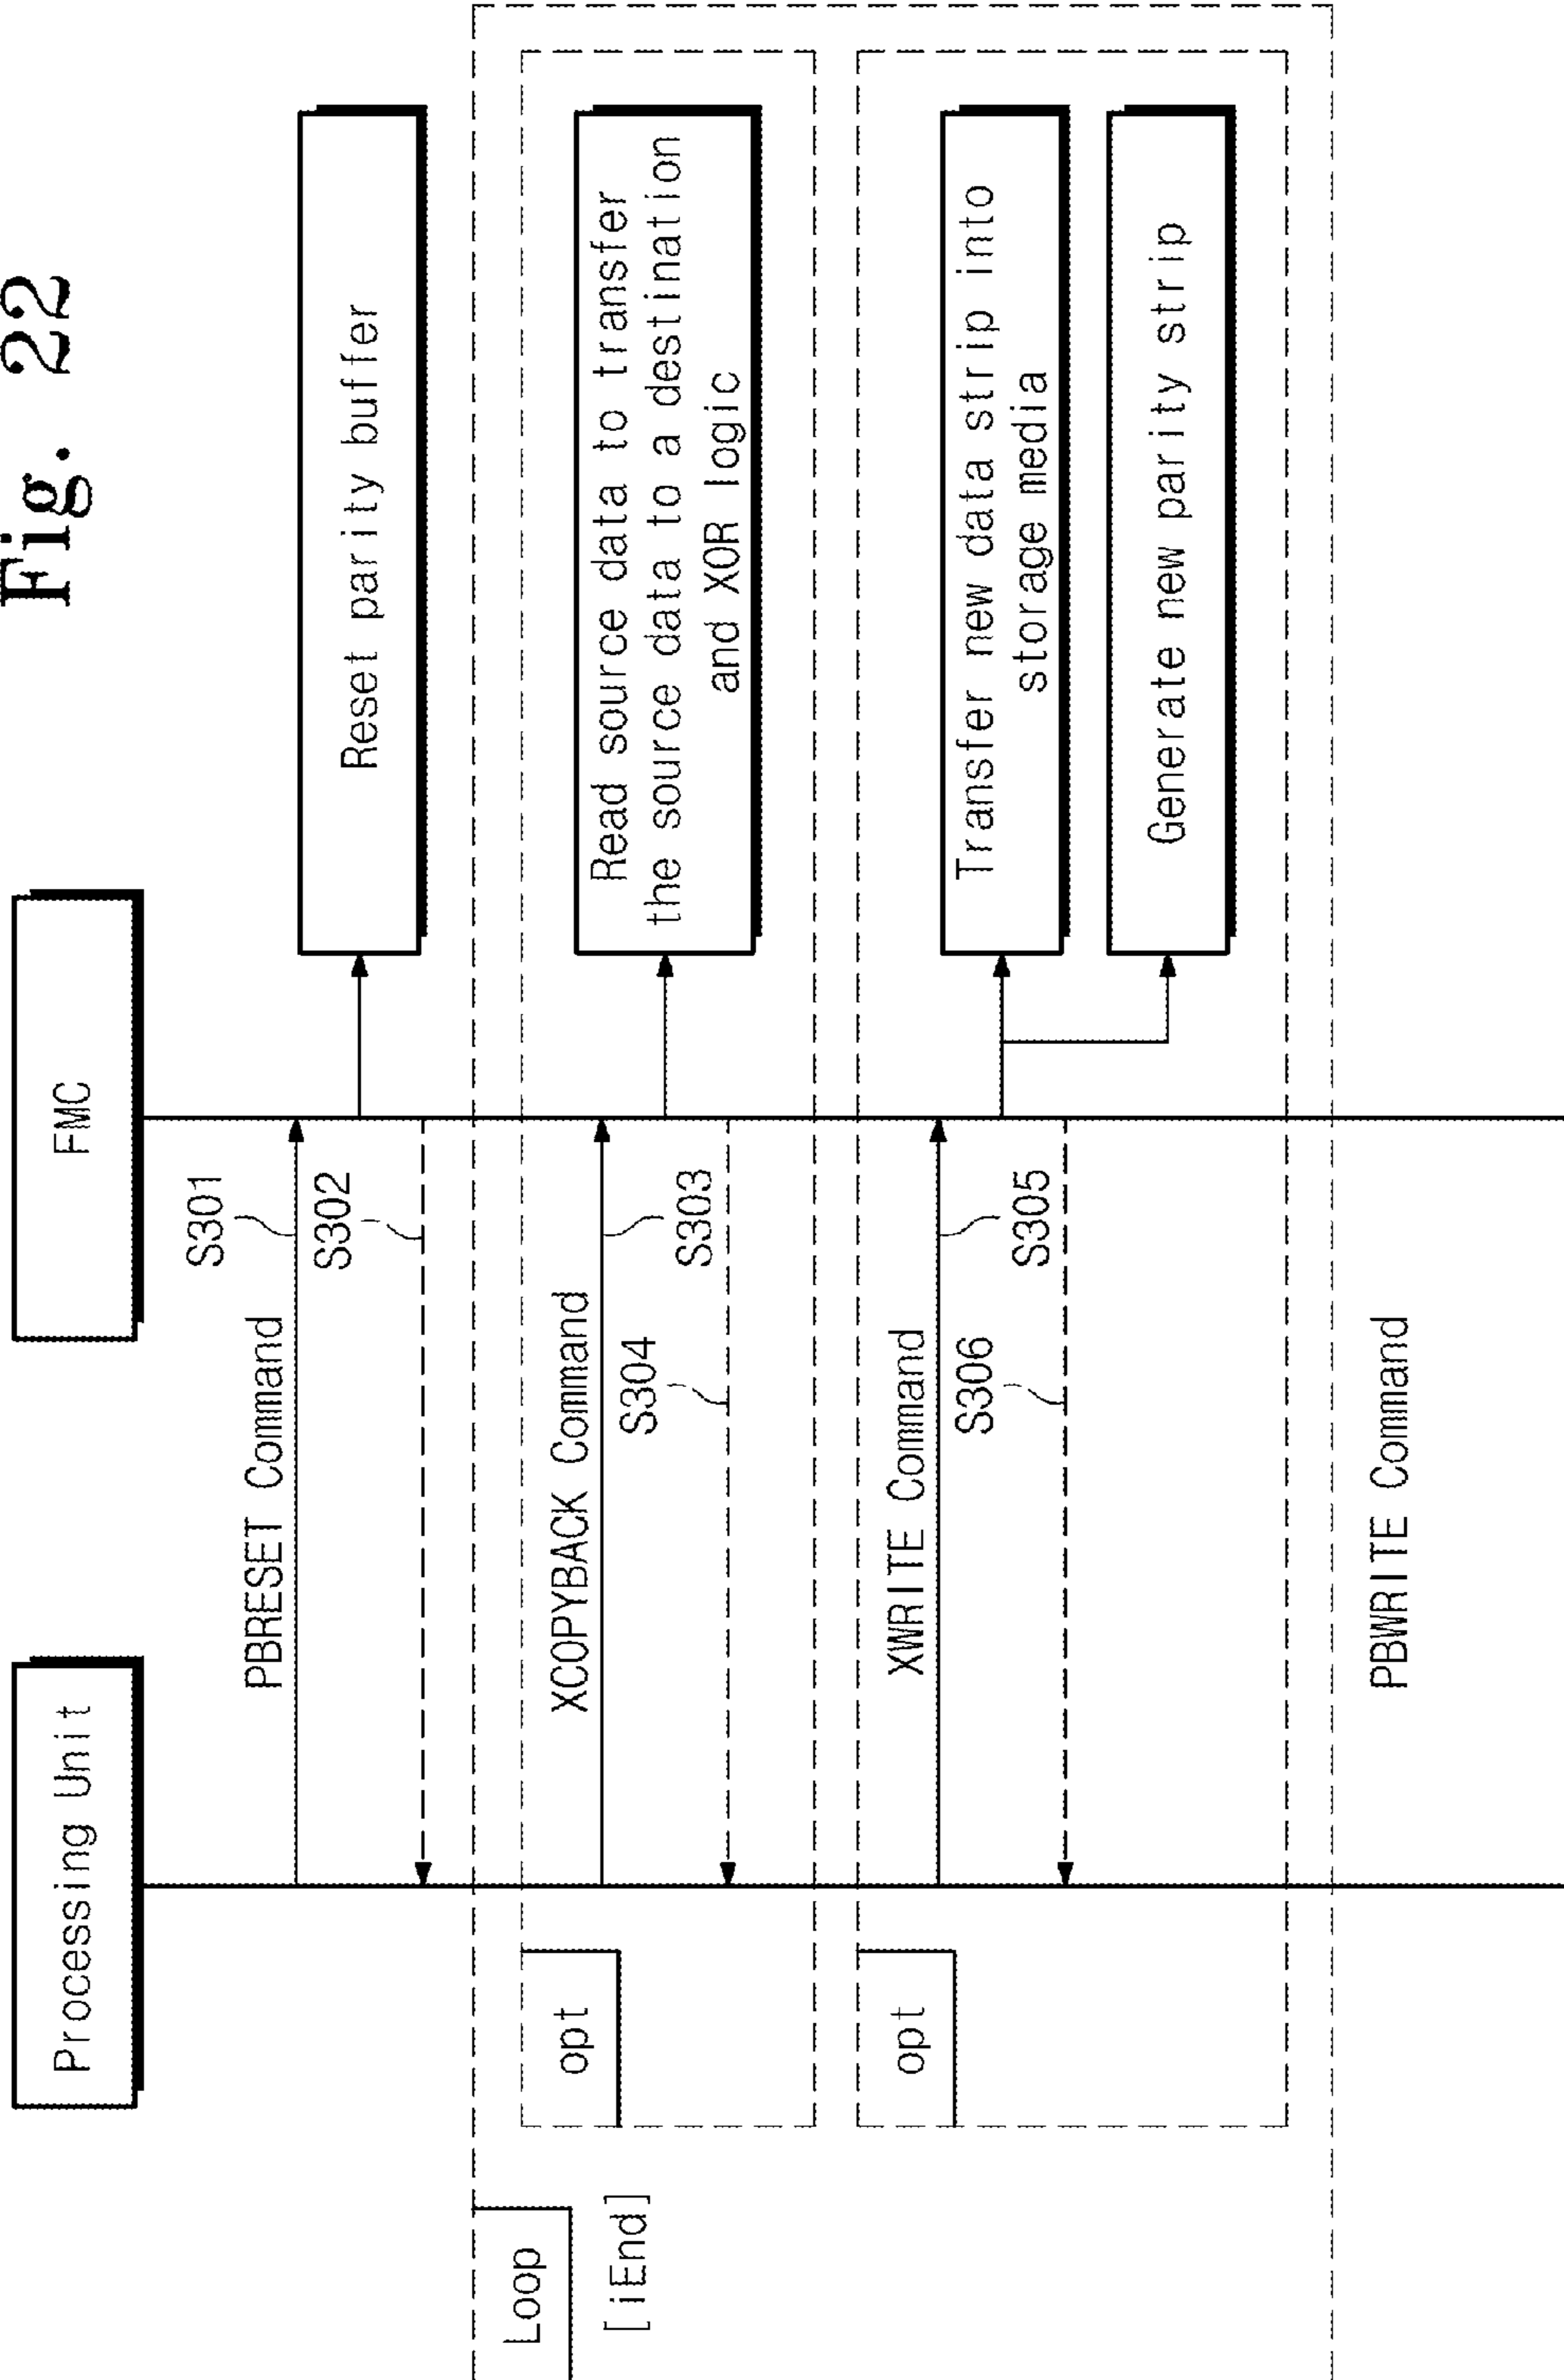 Fig. 22
Processing Unit
FMC
S301
PBRESET Command
Reset parity buffer
S302
Loop
[iEnd]
opt
XCOPYBACK Command
Read source data to transfer
the source data to a destination
and XOR logic
S303
S304
opt
XWRITE Command
Transfer new data strip into
storage media
S305
S306
Generate new parity strip
PBWRITE Command